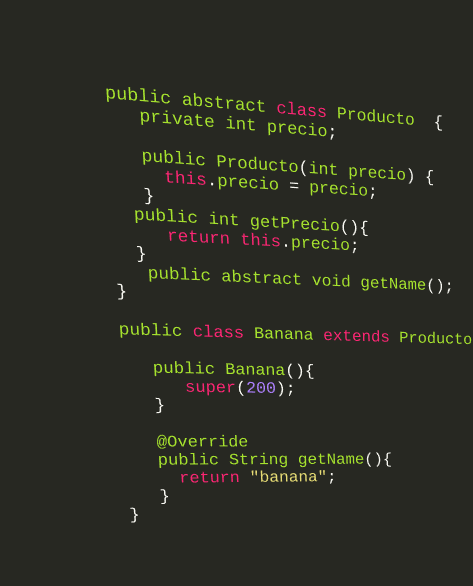 public abstract class Producto {
private int precio;
public Producto(int precio) {
this.precio = precio;
}
public int getPrecio(){
return this.precio;
}
public abstract void getName();
}
public class Banana extends Producto
public Banana(){
super(200);
}
@Override
public String getName(){
return "banana";
}
}